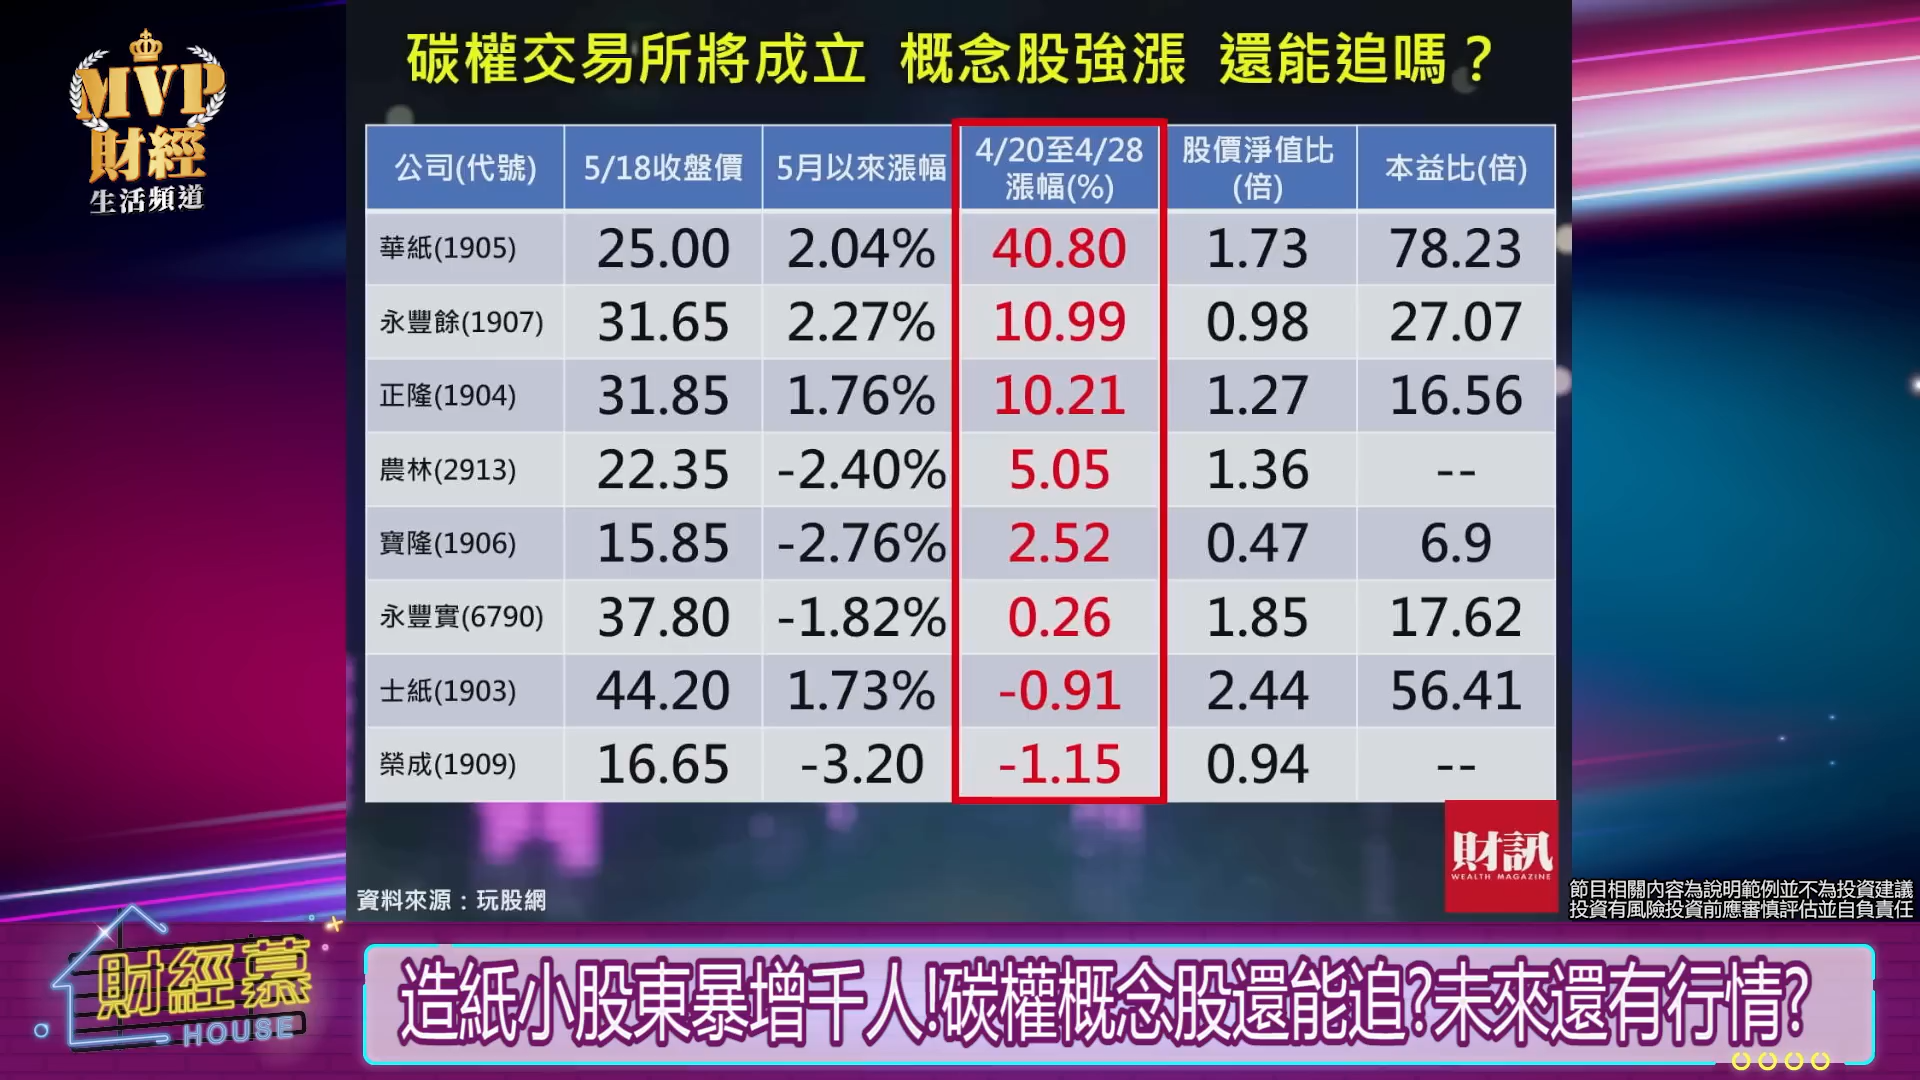 MVP
財經
生活頻道
碳權交易所將成立 概念股強漲 還能追嗎？
公司(代號) 5/18收盤價 5月以來漲幅 4/20至4/28漲幅(%) 股價淨值比(倍) 本益比(倍)
華紙(1905) 25.00 2.04% 40.80 1.73 78.23
永豐餘(1907) 31.65 2.27% 10.99 0.98 27.07
正隆(1904) 31.85 1.76% 10.21 1.27 16.56
農林(2913) 22.35 -2.40% 5.05 1.36 --
寶隆(1906) 15.85 -2.76% 2.52 0.47 6.9
永豐實(6790) 37.80 -1.82% 0.26 1.85 17.62
士紙(1903) 44.20 1.73% -0.91 2.44 56.41
榮成(1909) 16.65 -3.20 -1.15 0.94 --
財訊
WEALTH MAGAZINE
資料來源：玩股網
節目相關內容為說明範例並不為投資建議
投資有風險投資前應審慎評估並自負責任
財經慕
HOUSE
造紙小股東暴增千人!碳權概念股還能追?未來還有行情?